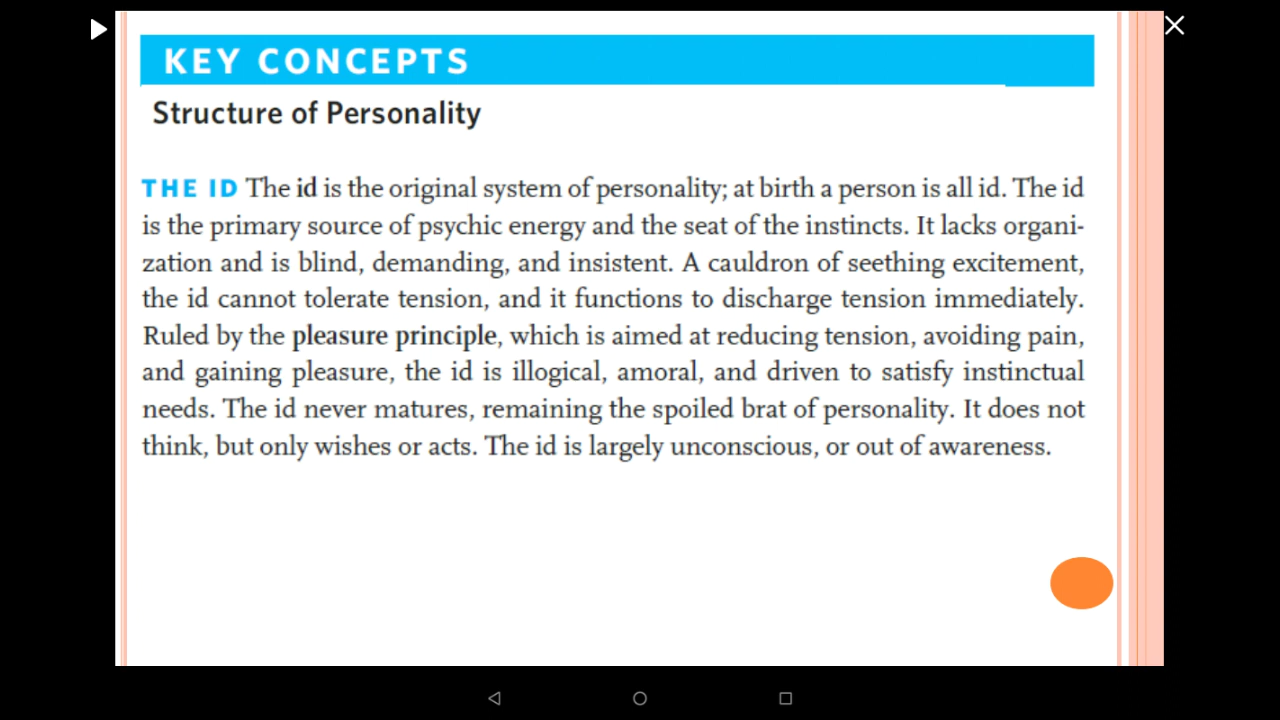 KEY CONCEPTS
Structure of Personality
THE ID The id is the original system of personality; at birth a person is all id. The id
is the primary source of psychic energy and the seat of the instincts. It lacks organi-
zation and is blind, demanding, and insistent. A cauldron of seething excitement,
the id cannot tolerate tension, and it functions to discharge tension immediately.
Ruled by the pleasure principle, which is aimed at reducing tension, avoiding pain,
and gaining pleasure, the id is illogical, amoral, and driven to satisfy instinctual
needs. The id never matures, remaining the spoiled brat of personality. It does not
think, but only wishes or acts. The id is largely unconscious, or out of awareness.